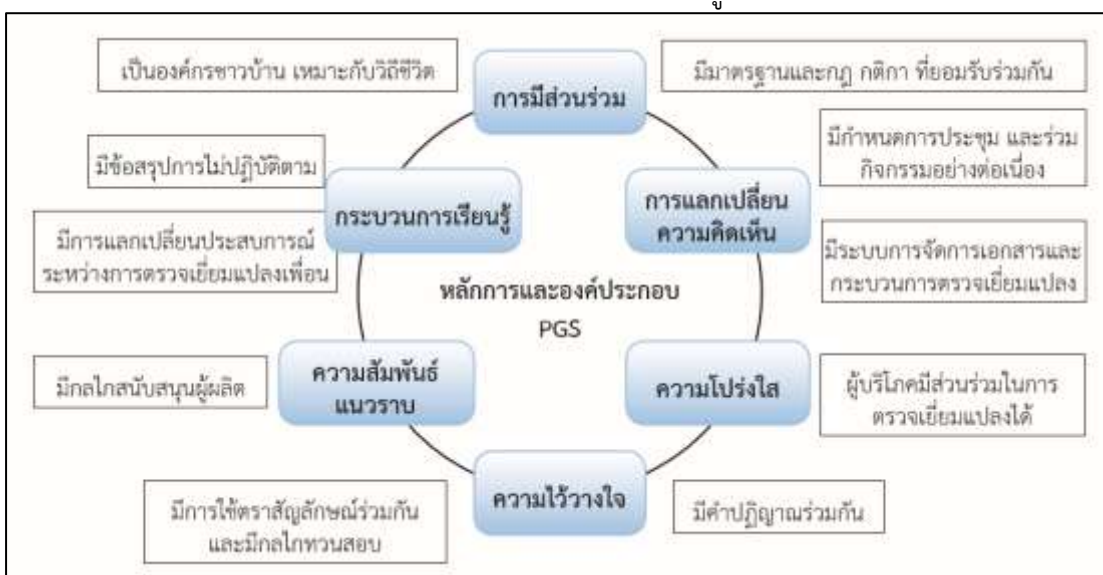 เป็นองค์กรชาวบ้าน เหมาะกับวิถีชีวิต
การมีส่วนร่วม
มีมาตรฐานและกฎ กติกา ที่ยอมรับร่วมกัน
มีข้อสรุปการไม่ปฏิบัติตาม
กระบวนการเรียนรู้
การแลกเปลี่ยน
ความคิดเห็น
มีกำหนดการประชุม และร่วม
กิจกรรมอย่างต่อเนื่อง
มีการแลกเปลี่ยนประสบการณ์
ระหว่างการตรวจเยี่ยมแปลงเพื่อน
มีระบบการจัดการเอกสารและ
กระบวนการตรวจเยี่ยมแปลง
หลักการและองค์ประกอบ
PGS
มีกลไกสนับสนุนผู้ผลิต
ความสัมพันธ์
แนวราบ
ความโปร่งใส
ผู้บริโภคมีส่วนร่วมในการ
ตรวจเยี่ยมแปลงได้
มีการใช้ตราสัญลักษณ์ร่วมกัน
และมีกลไกทวนสอบ
ความไว้วางใจ
มีคำปฏิญาณร่วมกัน